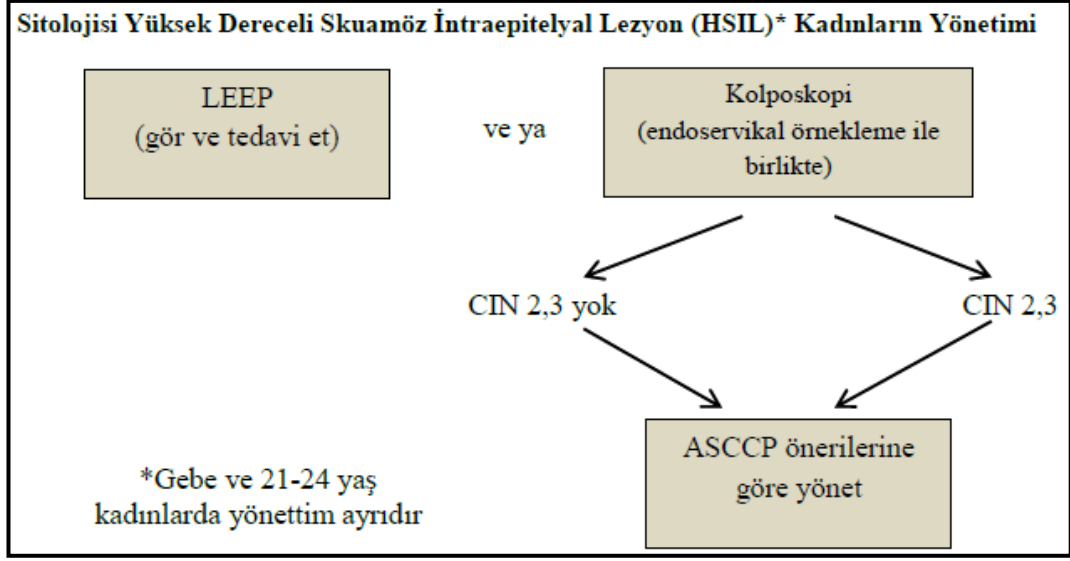 Sitolojisi Yüksek Dereceli Skuamöz İntraepitelyal Lezyon (HSIL)* Kadınların Yönetimi
LEEP
(gör ve tedavi et)
ve ya
Kolposkopi
(endoservikal örnekleme ile
birlikte)
CIN 2,3 yok
CIN 2,3
ASCCP önerilerine
göre yönet
*Gebe ve 21-24 yaş
kadınlarda yönettim ayrıdır